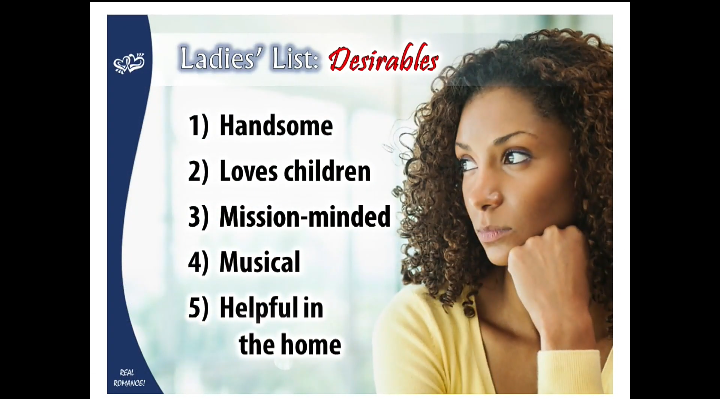 Ladies' List: Desirables
1) Handsome
2) Loves children
3) Mission-minded
4) Musical
5) Helpful in
the home
REAL
ROMANCE!